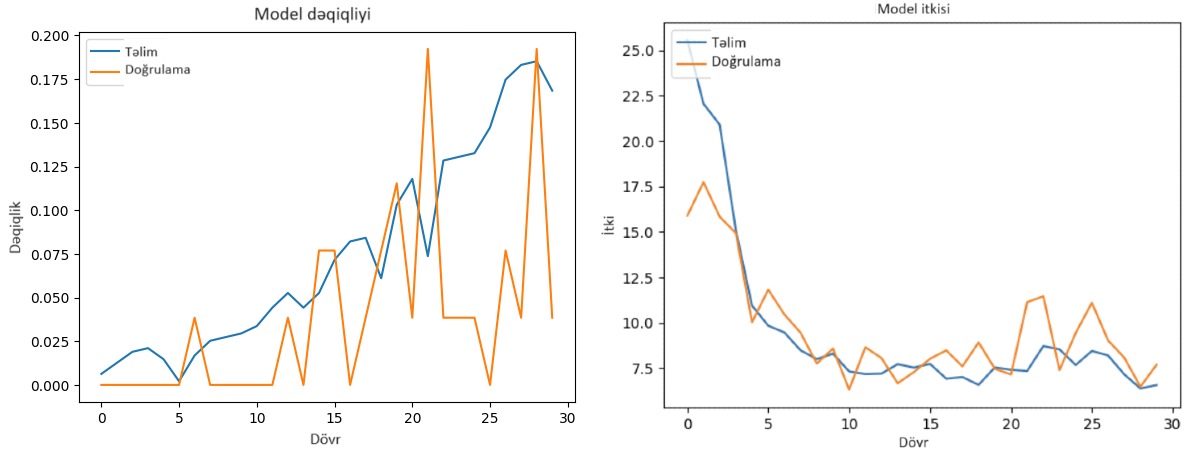 Model dəqiqliyi
0.200
0.175
0.150
0.125
0.100
0.075
0.050
0.025
0.000
Dəqiqlik
Təlim
Doğrulama
0 5 10 15 20 25 30
Dövr
Model itkisi
25.0
22.5
20.0
17.5
15.0
12.5
10.0
7.5
İtki
Təlim
Doğrulama
0 5 10 15 20 25 30
Dövr